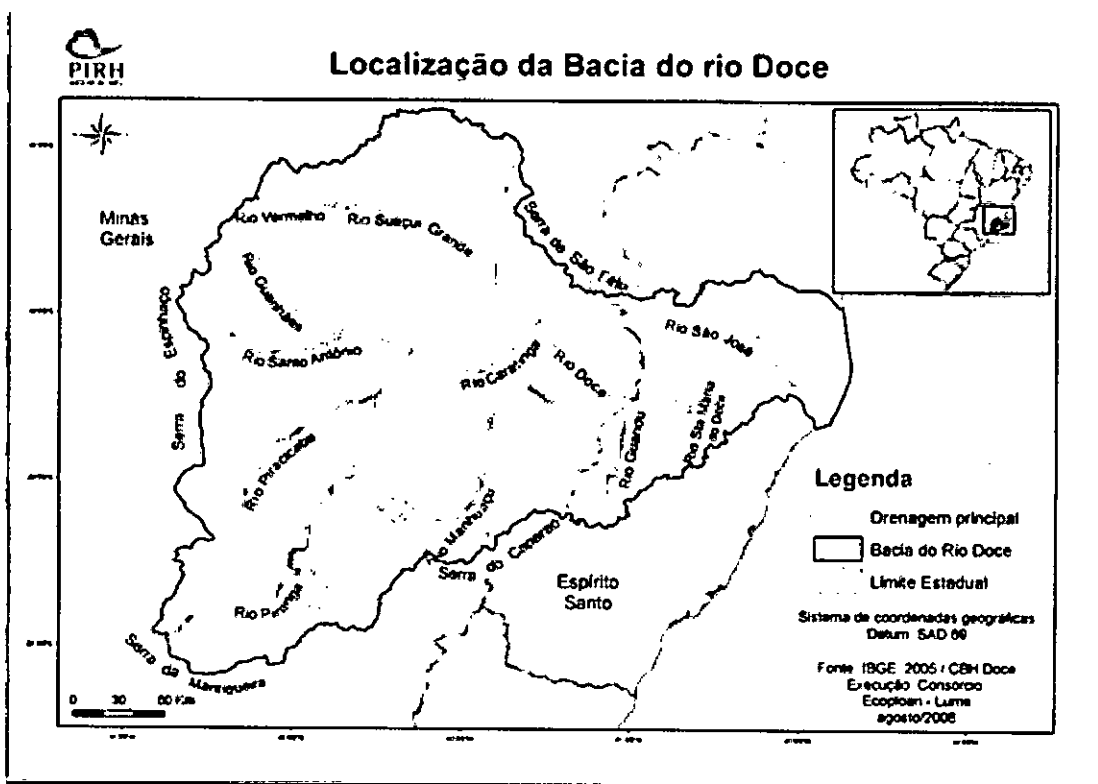 PIRH
Localização da Bacia do rio Doce
Minas
Gerais
Rio Vermelho
Rio Suaçui Grande
Serra de São Tirio
Rio Guanhães
Serra do Espinhaço
Rio Santo Antônio
Rio Caratinga
Rio Doce
Rio São José
Rio Sta Maria
do Doce
Rio Guandu
Rio Piracicaba
Rio Manhuaçu
Serra do Caparaó
Rio Piranga
Serra da Mantiqueira
Espírito
Santo
0 30 60 Km
Legenda
Drenagem principal
Bacia do Rio Doce
Limite Estadual
Sistema de coordenadas geográficas
Datum SAD 69
Fonte IBGE 2005 / CBH Doce
Execução Consórcio
Ecoplan - Lume
agosto/2008